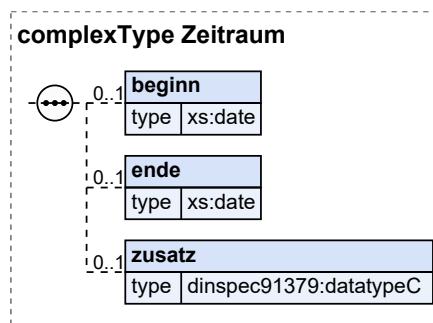 complexType Zeitraum
0..1 beginn
type xs:date
0..1 ende
type xs:date
0..1 zusatz
type dinspec91379:datatypeC